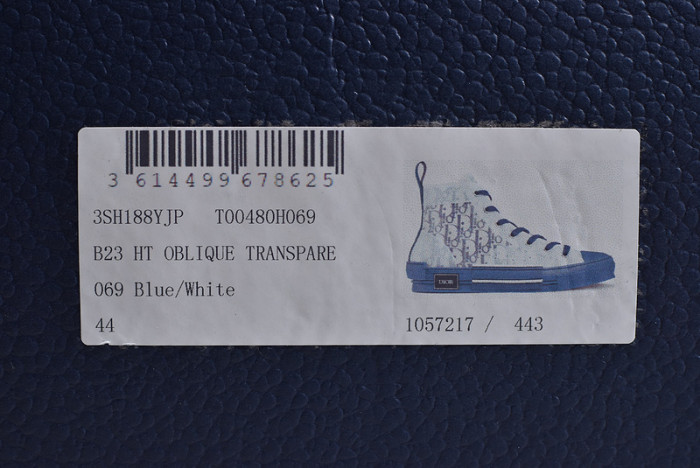 3 614499 678625
3SH188YJP T00480H069
B23 HT OBLIQUE TRANSPARE
069 Blue/White
44
1057217 / 443